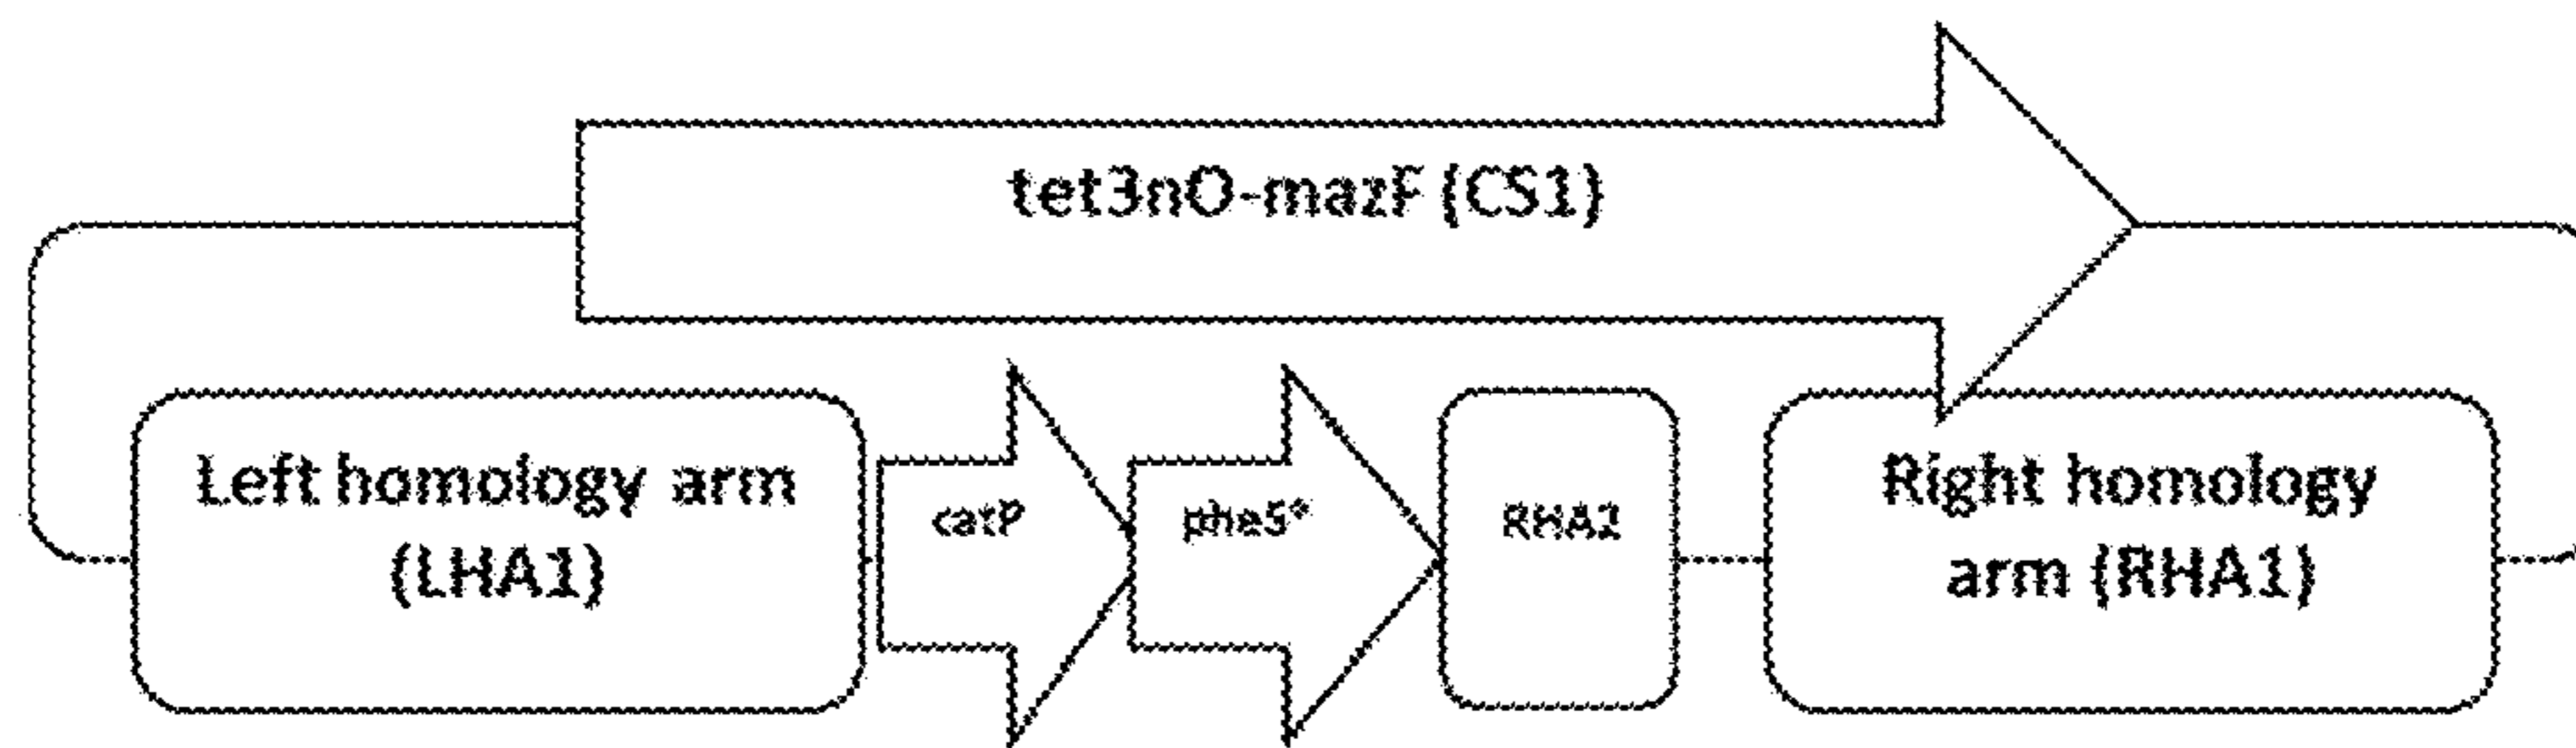 tet3nO-mazF (CS1)
Left homology arm
(LHA1)
catP
pheS*
RHA2
Right homology
arm (RHA1)